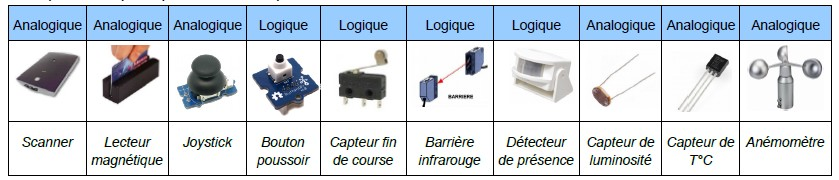 Analogique Analogique Analogique Logique Logique Logique Logique Analogique Analogique Analogique
BARRIERE
Scanner Lecteur magnétique Joystick Bouton poussoir Capteur fin de course Barrière infrarouge Détecteur de présence Capteur de luminosité Capteur de T°C Anémomètre